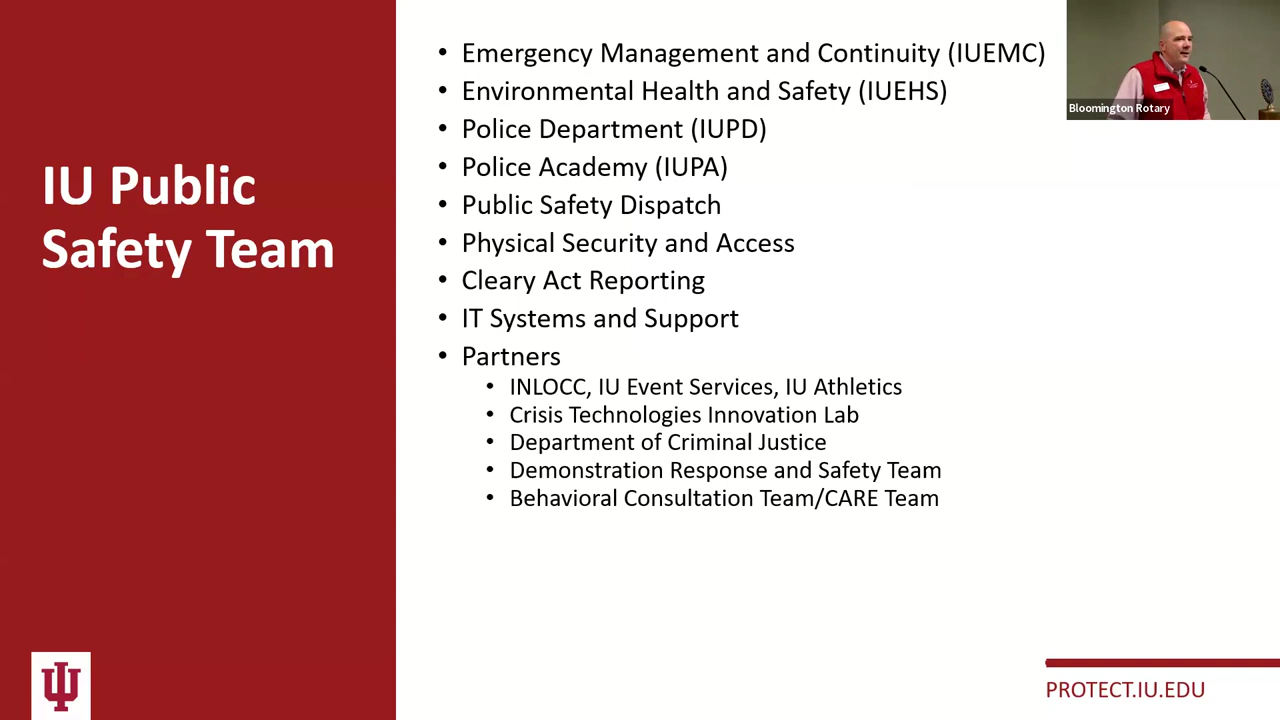 IU Public
Safety Team
• Emergency Management and Continuity (IUEMC)
• Environmental Health and Safety (IUEHS)
• Police Department (IUPD)
• Police Academy (IUPA)
• Public Safety Dispatch
• Physical Security and Access
• Cleary Act Reporting
• IT Systems and Support
• Partners
• INLOCC, IU Event Services, IU Athletics
• Crisis Technologies Innovation Lab
• Department of Criminal Justice
• Demonstration Response and Safety Team
• Behavioral Consultation Team/CARE Team
Bloomington Rotary
PROTECT.IU.EDU